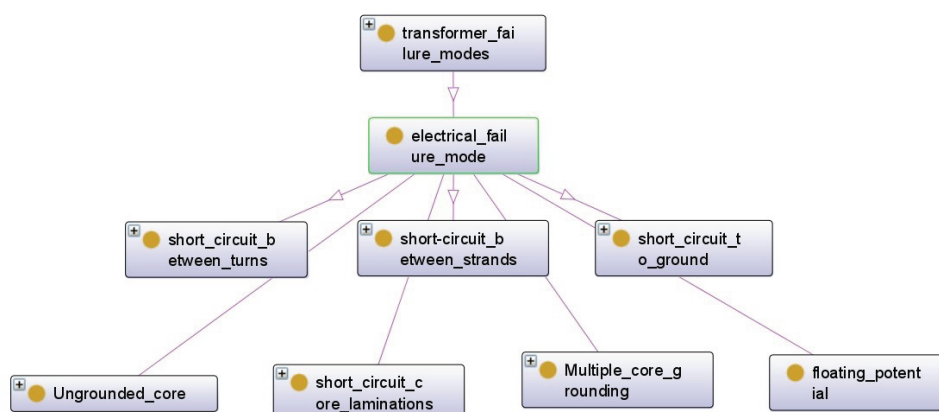 transformer_fai
lure_modes
electrical_fail
ure_mode
short_circuit_b
etween_turns
short-circuit_b
etween_strands
short_circuit_t
o_ground
Ungrounded_core
short_circuit_c
ore_laminations
Multiple_core_g
rounding
floating_potent
ial